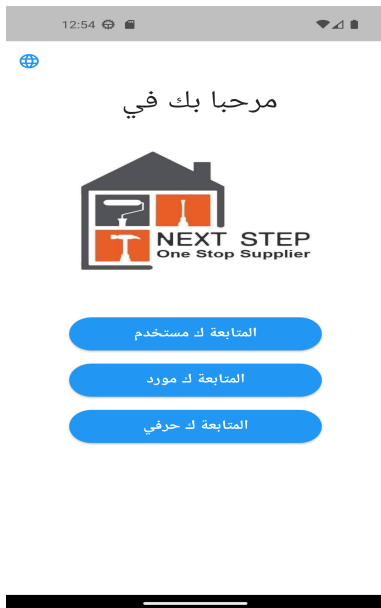 12:54
مرحبا بك في
NEXT STEP
One Stop Supplier
المتابعة ك مستخدم
المتابعة ك مورد
المتابعة ك حرفي